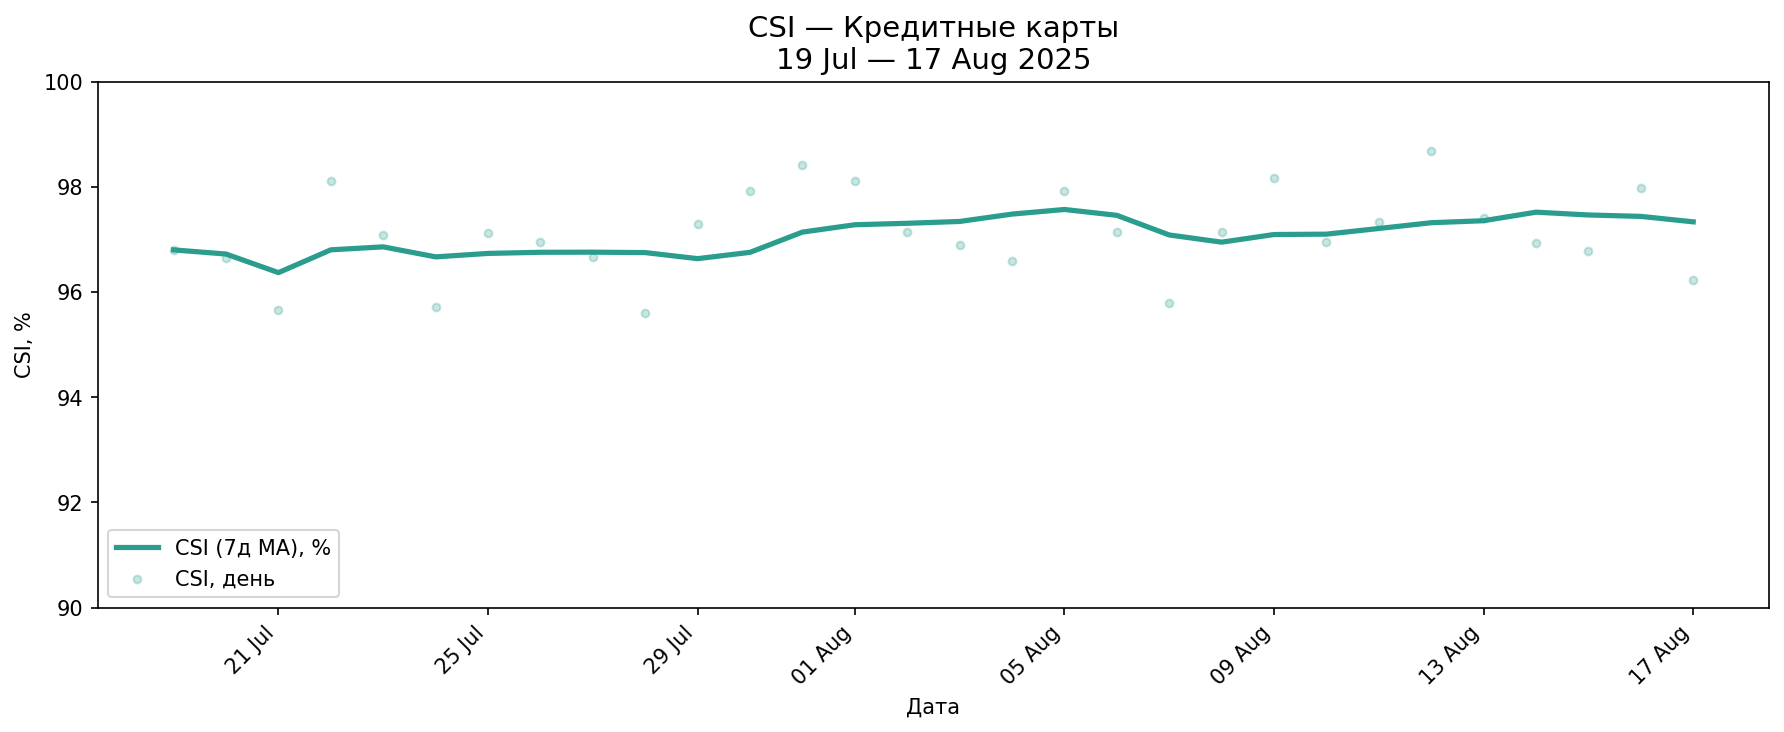 CSI — Кредитные карты
19 Jul — 17 Aug 2025
CSI, %
100
98
96
94
92
90
CSI (7д MA), %
CSI, день
21 Jul
25 Jul
29 Jul
01 Aug
05 Aug
09 Aug
13 Aug
17 Aug
Дата